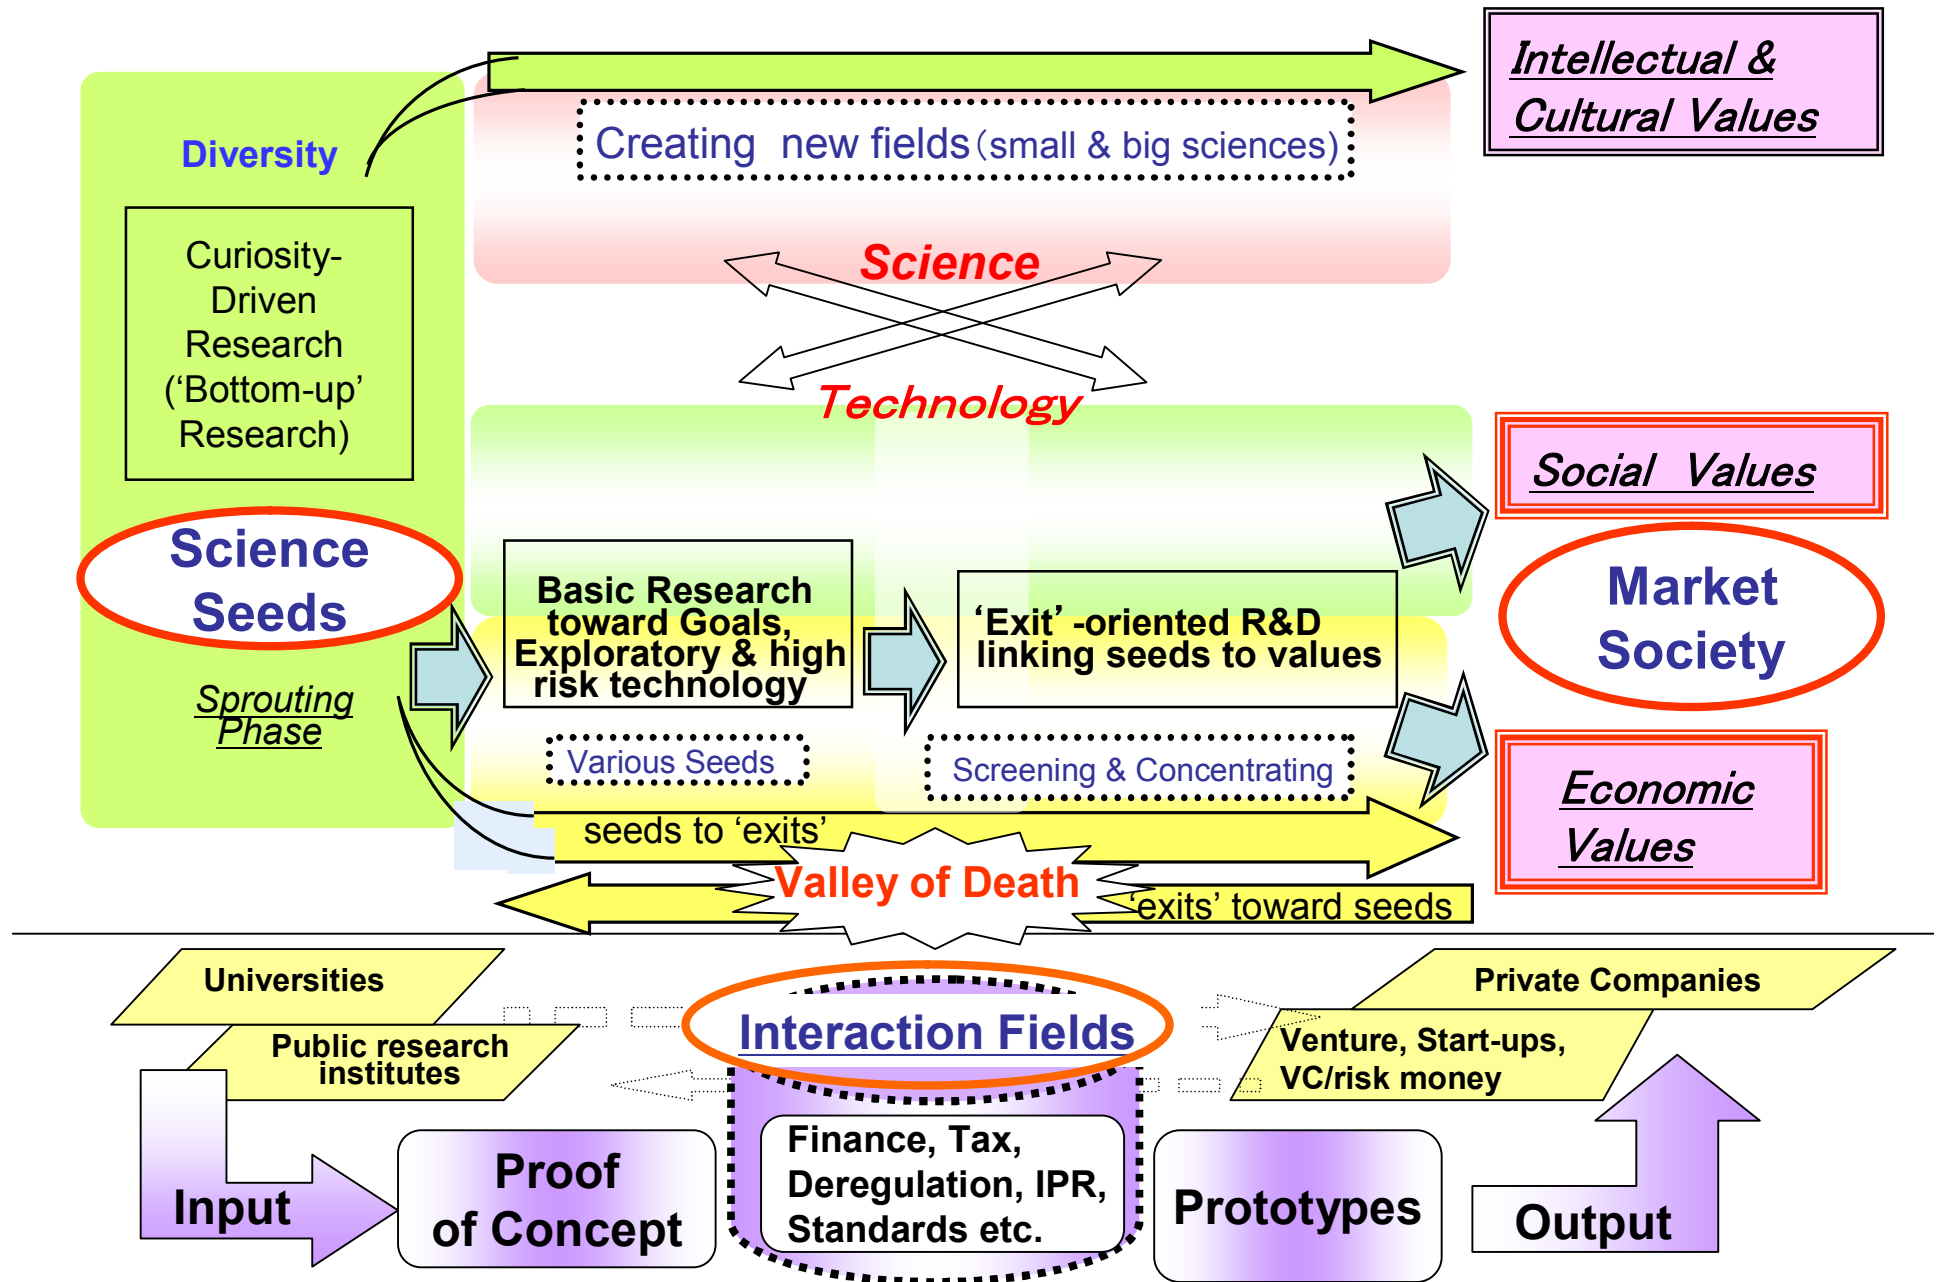 Intellectual &
Cultural Values
Creating new fields(small & big sciences)
Diversity
Curiosity-
Driven
Research
(‘Bottom-up’
Research)
Science
Technology
Social Values
Science
Seeds
Basic Research
toward Goals,
Exploratory & high
risk technology
‘Exit’ -oriented R&D
linking seeds to values
Market
Society
Sprouting
Phase
Various Seeds
Screening & Concentrating
Economic
Values
seeds to ‘exits’
Valley of Death
‘exits’ toward seeds
Universities
Public research
institutes
Interaction Fields
Private Companies
Venture, Start-ups,
VC/risk money
Input
Proof
of Concept
Finance, Tax,
Deregulation, IPR,
Standards etc.
Prototypes
Output